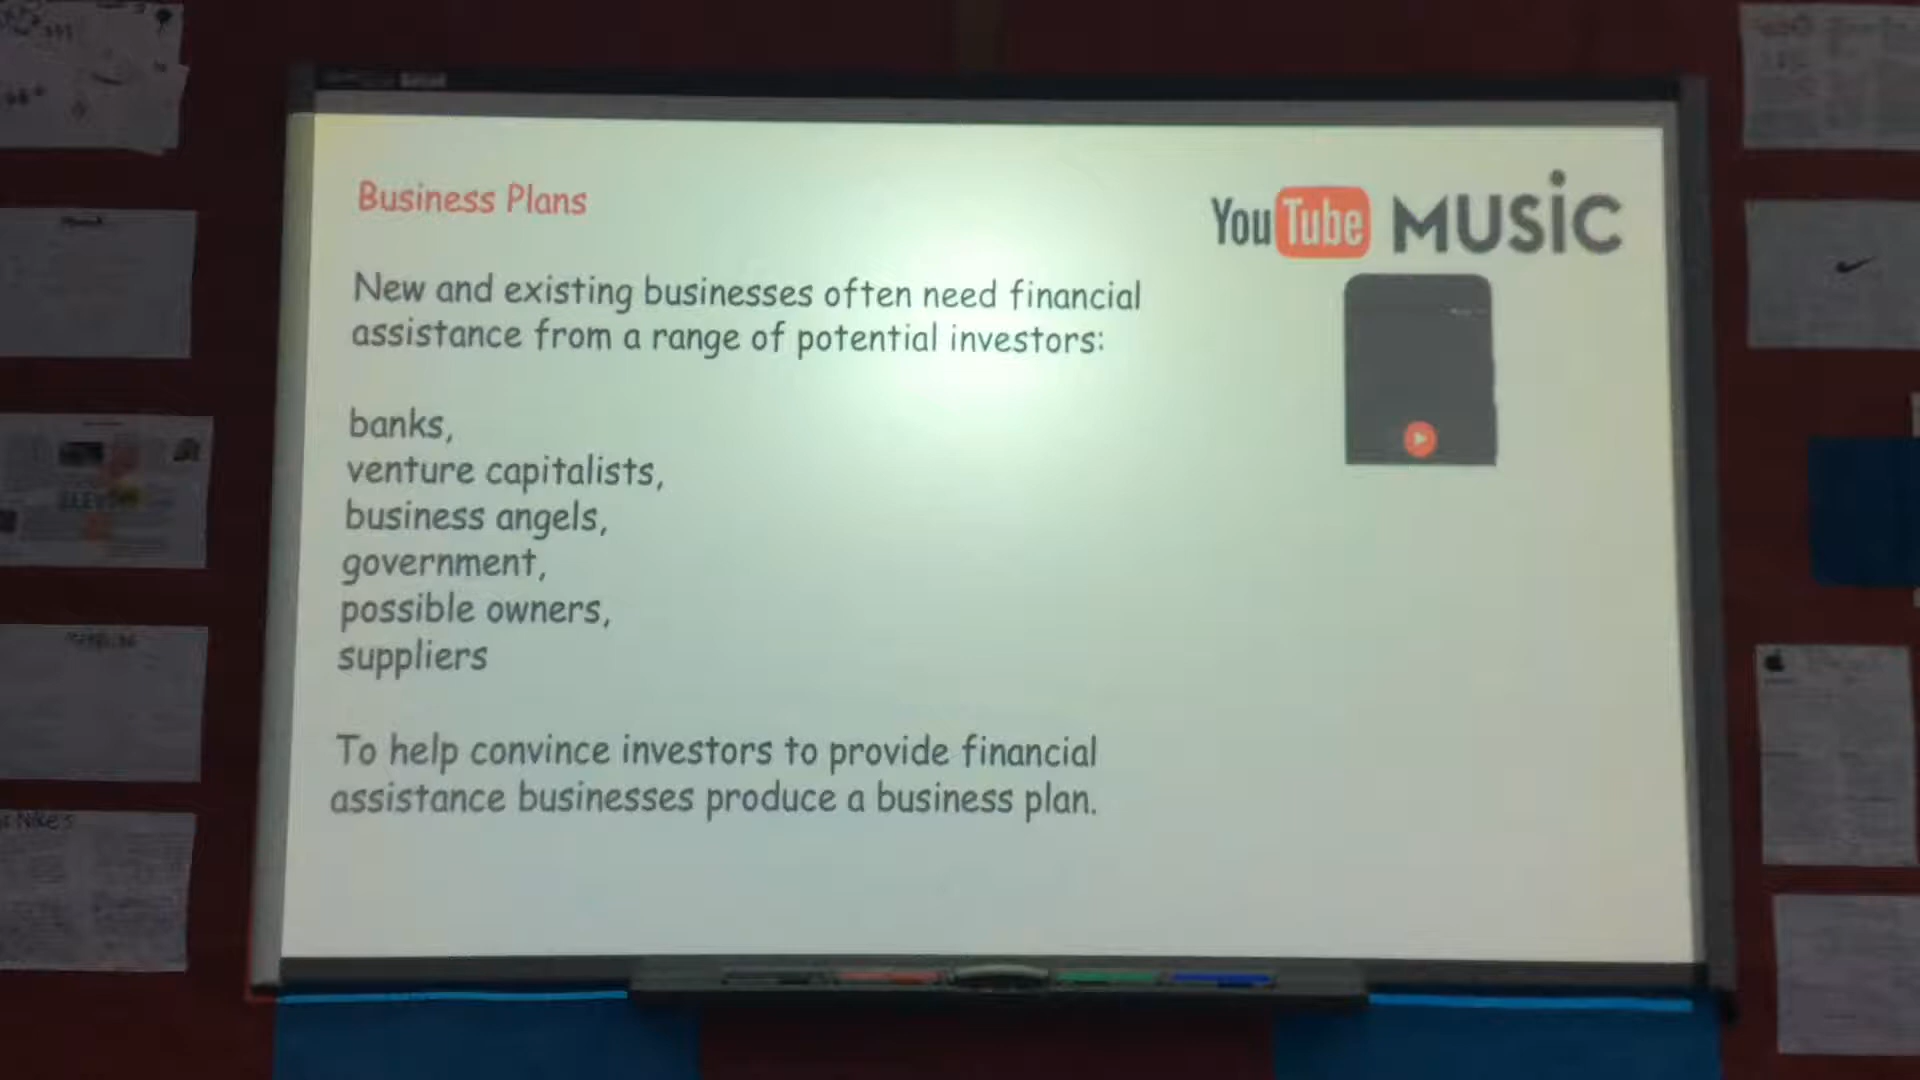 Business Plans
YouTube MUSiC
New and existing businesses often need financial
assistance from a range of potential investors:
banks,
venture capitalists,
business angels,
government,
possible owners,
suppliers
To help convince investors to provide financial
assistance businesses produce a business plan.